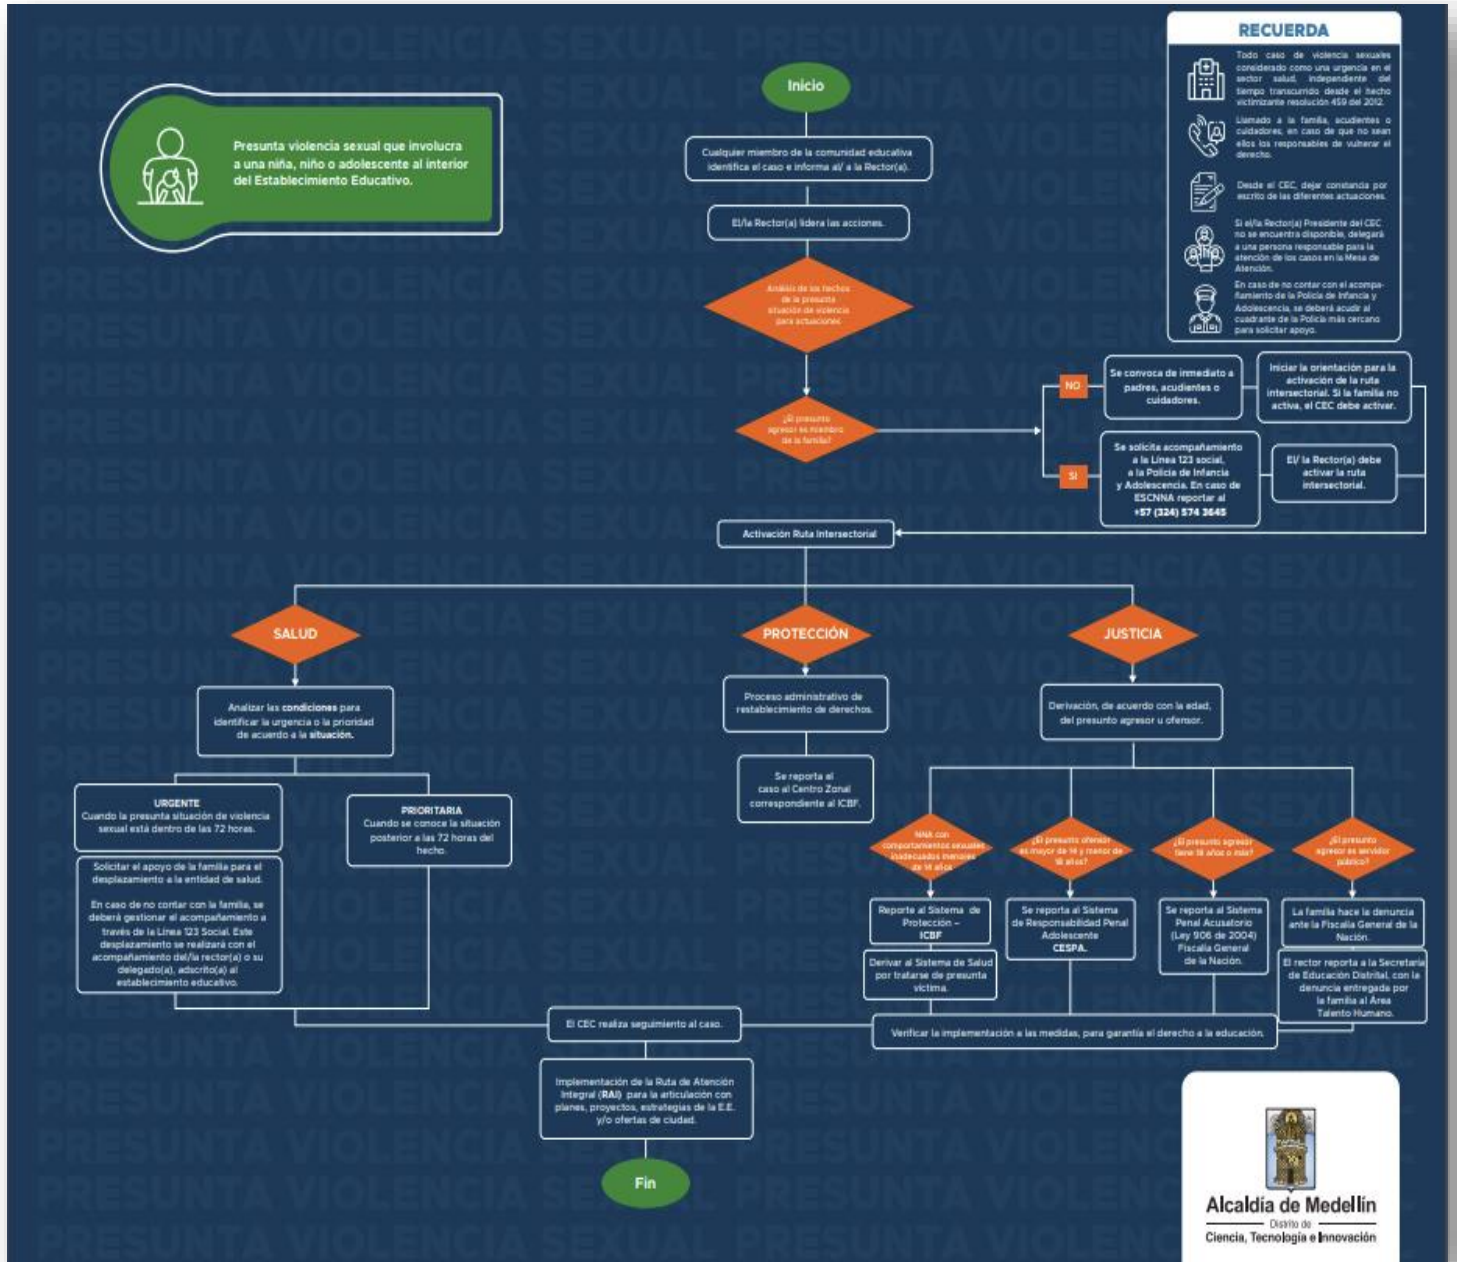 Presunta violencia sexual que involucra
a una niña, niño o adolescente al interior
del Establecimiento Educativo.
Inicio
Cualquier miembro de la comunidad educativa
identifica el caso e informa al/ a la Rector(a).
El/la Rector(a) lidera las acciones.
Análisis de los hechos
de la presunta
situación de violencia
para actuaciones
¿El presunto
agresor es miembro
de la familia?
RECUERDA
Todo caso de violencia sexuales
considerado como una urgencia en el
sector salud, independiente del
tiempo transcurrido desde el hecho
victimizante resolución 459 del 2012.
Llamado a la familia, acudientes o
cuidadores, en caso de que no sean
ellos los responsables de vulnerar el
derecho.
Desde el CEC, dejar constancia por
escrito de las diferentes actuaciones.
Si el/la Rector(a) Presidente del CEC
no se encuentra disponible, delegará
a una persona responsable para la
atención de los casos en la Mesa de
Atención.
En caso de no contar con el acompa-
ñamiento de la Policía de Infancia y
Adolescencia, se deberá acudir al
cuadrante de la Policía más cercano
para solicitar apoyo.
NO
Se convoca de inmediato a
padres, acudientes o
cuidadores.
Iniciar la orientación para la
activación de la ruta
intersectorial. Si la familia no
activa, el CEC debe activar.
SI
Se solicita acompañamiento
a la Línea 123 social,
a la Policía de Infancia
y Adolescencia. En caso de
ESCNNA reportar al
+57 (324) 574 3645
El/ la Rector(a) debe
activar la ruta
intersectorial.
Activación Ruta Intersectorial
SALUD
Analizar las condiciones para
identificar la urgencia o la prioridad
de acuerdo a la situación.
URGENTE
Cuando la presunta situación de violencia
sexual está dentro de las 72 horas.
Solicitar el apoyo de la familia para el
desplazamiento a la entidad de salud.
En caso de no contar con la familia, se
deberá gestionar el acompañamiento a
través de la Línea 123 Social. Este
desplazamiento se realizará con el
acompañamiento del/la rector(a) o su
delegado(a), adscrito(a) al
establecimiento educativo.
PRIORITARIA
Cuando se conoce la situación
posterior a las 72 horas del
hecho.
PROTECCIÓN
Proceso administrativo de
restablecimiento de derechos.
Se reporta el
caso al Centro Zonal
correspondiente al ICBF.
JUSTICIA
Derivación, de acuerdo con la edad,
del presunto agresor u ofensor.
NNA con
comportamientos sexuales
inadecuados menores
de 14 años
Reporte al Sistema de
Protección –
ICBF
Derivar al Sistema de Salud
por tratarse de presunta
víctima.
¿El presunto ofensor
es mayor de 14 y menor de
18 años?
Se reporta al Sistema
de Responsabilidad Penal
Adolescente
CESPA.
¿El presunto agresor
tiene 18 años o más?
Se reporta al Sistema
Penal Acusatorio
(Ley 906 de 2004)
Fiscalía General
de la Nación.
¿El presunto
agresor es servidor
público?
La familia hace la denuncia
ante la Fiscalía General de la
Nación.
El rector reporta a la Secretaría
de Educación Distrital, con la
denuncia entregada por
la familia al Área
Talento Humano.
Verificar la implementación a las medidas, para garantía el derecho a la educación.
El CEC realiza seguimiento al caso.
Implementación de la Ruta de Atención
Integral (RAI) para la articulación con
planes, proyectos, estrategias de la E.E.
y/o ofertas de ciudad.
Fin
Alcaldía de Medellín
Distrito de
Ciencia, Tecnología e Innovación